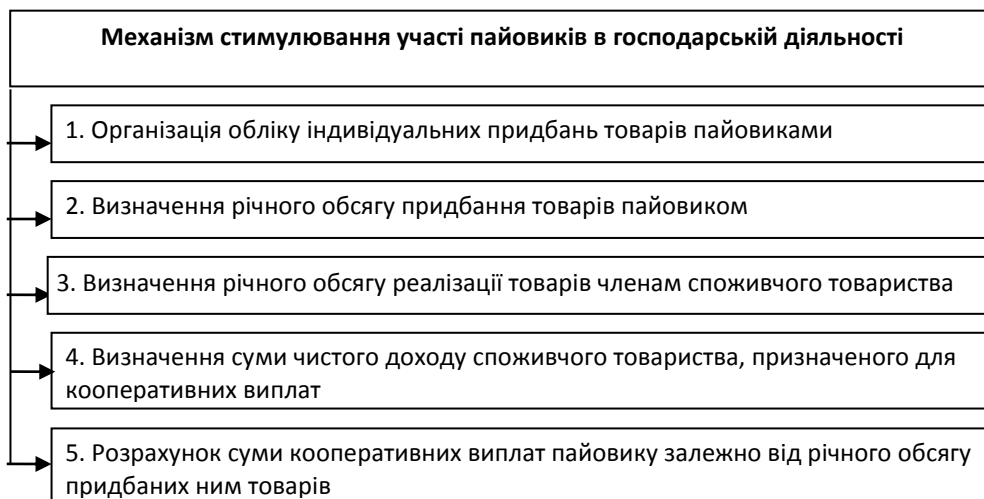 Механізм стимулювання участі пайовиків в господарській діяльності
1. Організація обліку індивідуальних придбань товарів пайовиками
2. Визначення річного обсягу придбання товарів пайовиком
3. Визначення річного обсягу реалізації товарів членам споживчого товариства
4. Визначення суми чистого доходу споживчого товариства, призначеного для
кооперативних виплат
5. Розрахунок суми кооперативних виплат пайовику залежно від річного обсягу
придбаних ним товарів